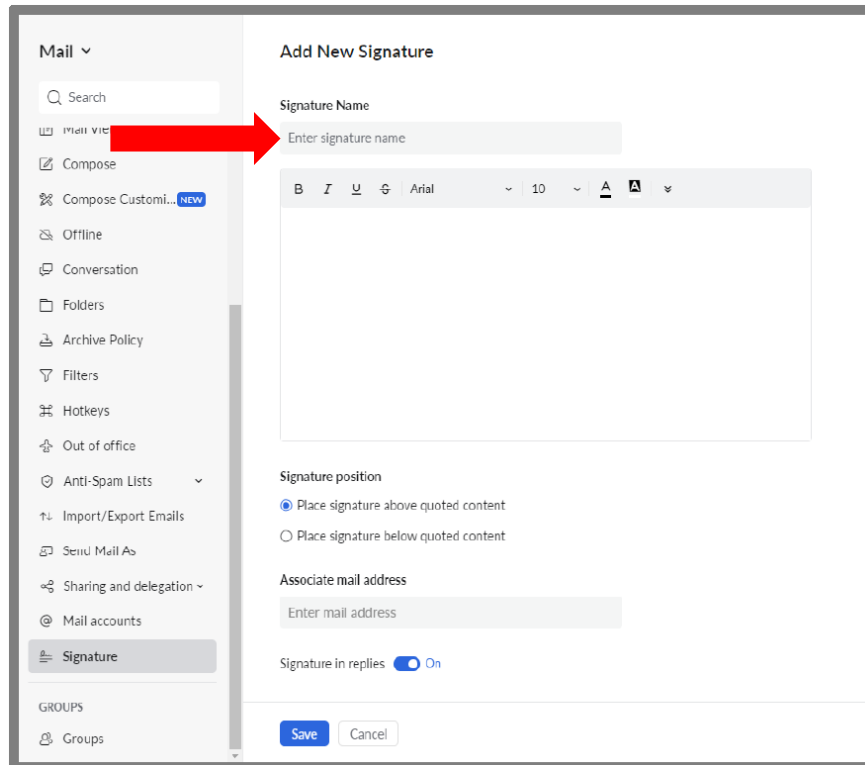 Mail
Search
Mail Vie
Compose
Compose Customi... NEW
Offline
Conversation
Folders
Archive Policy
Filters
Hotkeys
Out of office
Anti-Spam Lists
Import/Export Emails
Send Mail As
Sharing and delegation
@ Mail accounts
Signature
GROUPS
Groups
Add New Signature
Signature Name
Enter signature name
B I U S Arial 10 A A
Signature position
Place signature above quoted content
Place signature below quoted content
Associate mail address
Enter mail address
Signature in replies On
Save Cancel